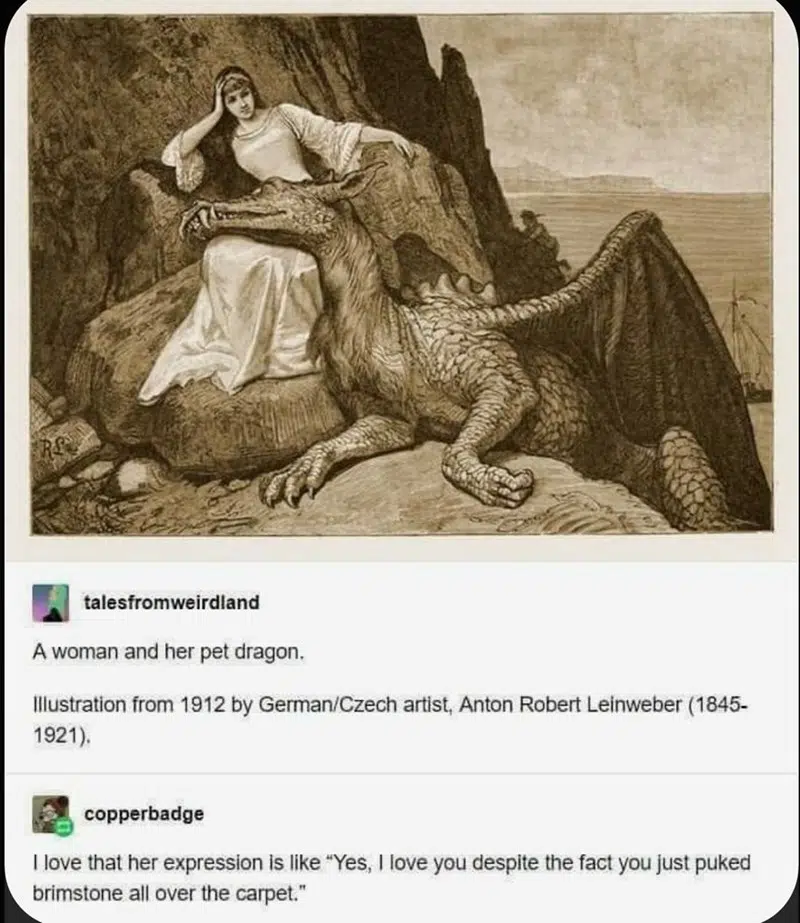 RL
talesfromweirdland
A woman and her pet dragon.
Illustration from 1912 by German/Czech artist, Anton Robert Leinweber (1845-
1921).
copperbadge
I love that her expression is like “Yes, I love you despite the fact you just puked
brimstone all over the carpet.”